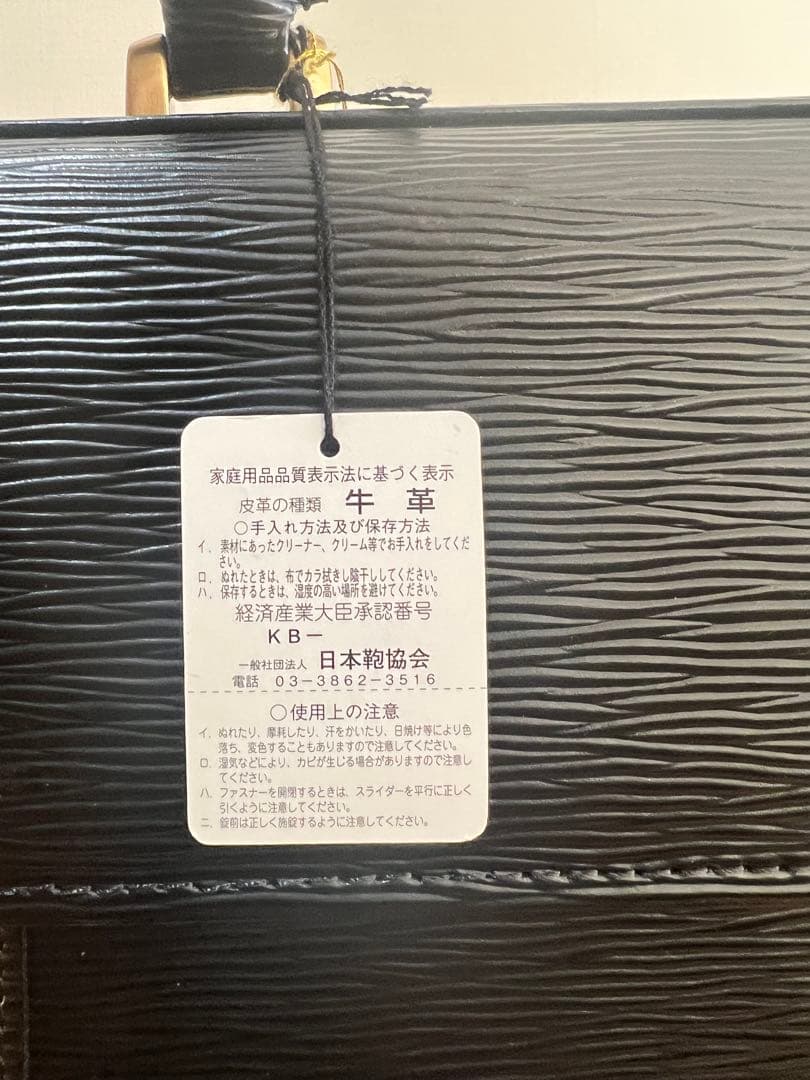 家庭用品品質表示法に基づく表示
皮革の種類 牛 革
○手入れ方法及び保存方法
イ．素材にあったクリーナー、クリーム等でお手入れをしてくだ
さい。
ロ．ぬれたときは、布でカラ拭きし陰干ししてください。
ハ．保存するときは、湿度の高い場所を避けてください。
経済産業大臣承認番号
ＫＢ－
一般社団法人 日本鞄協会
電話 ０３－３８６２－３５１６
○使用上の注意
イ．ぬれたり、摩耗したり、汗をかいたり、日焼け等により色
落ち、変色することもありますので注意してください。
ロ．湿気などにより、カビが生じる場合がありますので注意し
てください。
ハ．ファスナーを開閉するときは、スライダーを平行に正しく
引くように注意してください。
ニ．錠前は正しく施錠するように注意してください。